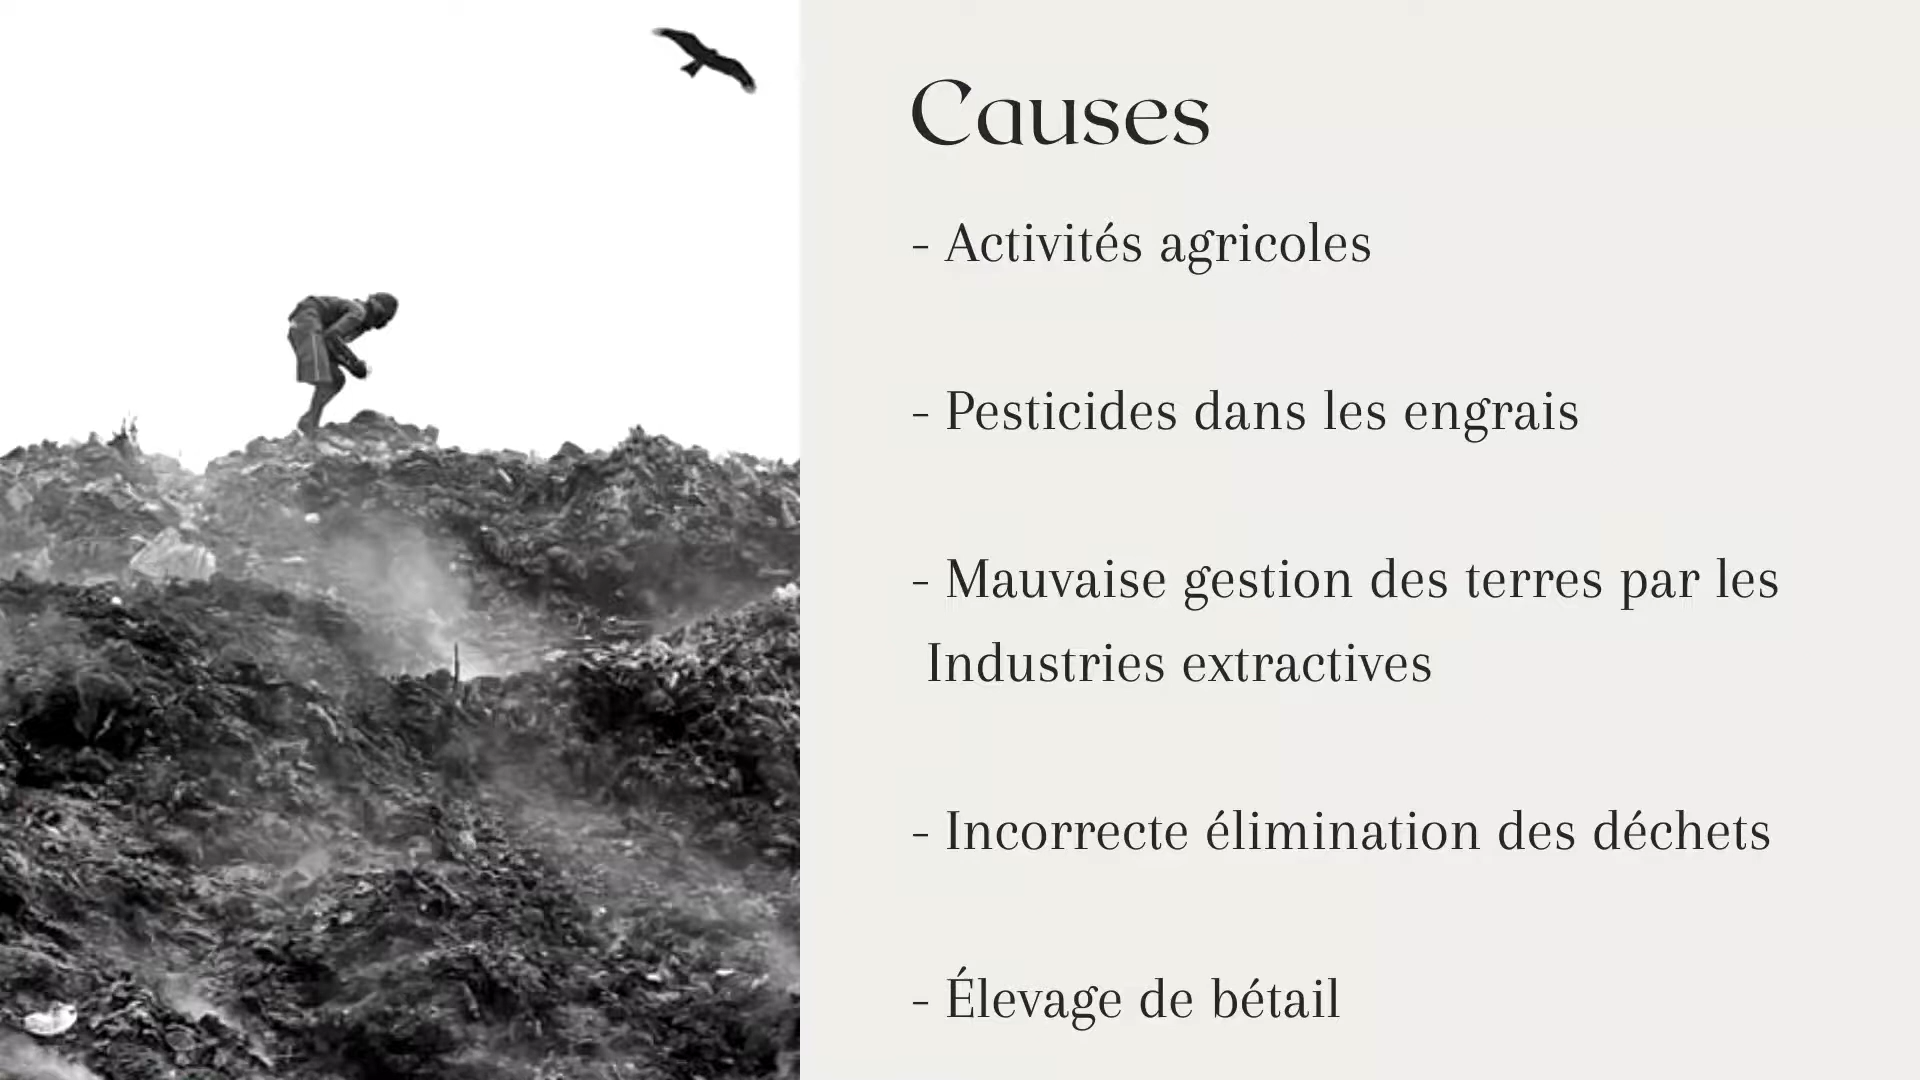 Causes
- Activités agricoles
- Pesticides dans les engrais
- Mauvaise gestion des terres par les
Industries extractives
- Incorrecte élimination des déchets
- Élevage de bétail